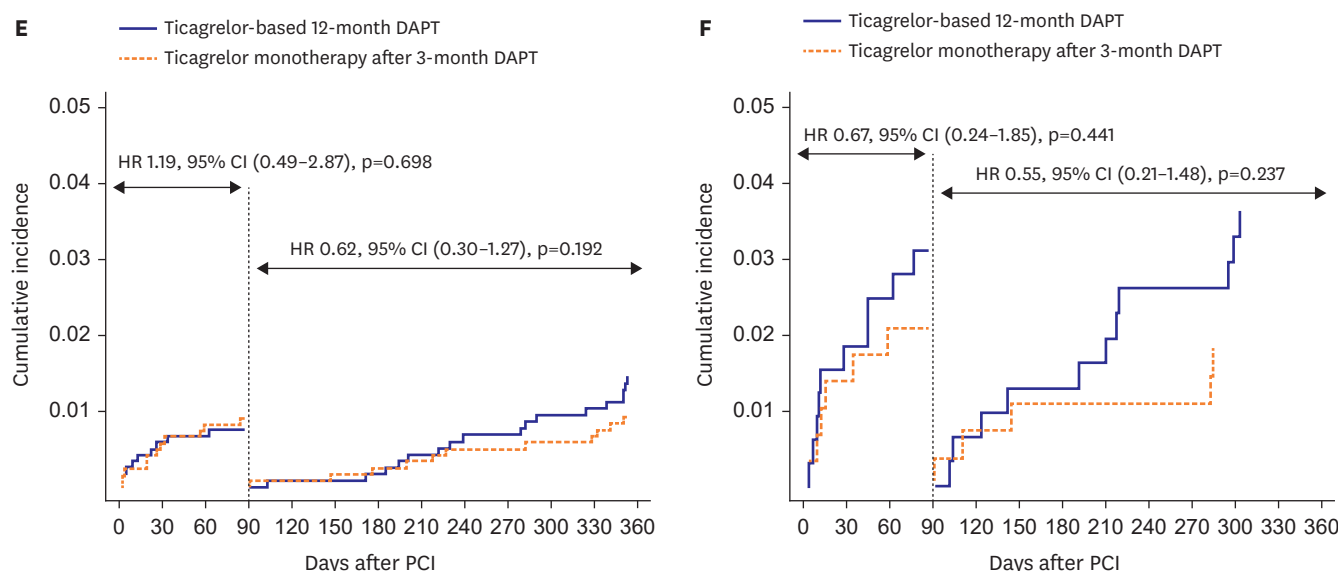 E
Ticagrelor-based 12-month DAPT
Ticagrelor monotherapy after 3-month DAPT
0.05
0.04
0.03
0.02
0.01
Cumulative incidence
HR 1.19, 95% CI (0.49–2.87), p=0.698
HR 0.62, 95% CI (0.30–1.27), p=0.192
0 30 60 90 120 150 180 210 240 270 300 330 360
Days after PCI
F
Ticagrelor-based 12-month DAPT
Ticagrelor monotherapy after 3-month DAPT
0.05
0.04
0.03
0.02
0.01
Cumulative incidence
HR 0.67, 95% CI (0.24–1.85), p=0.441
HR 0.55, 95% CI (0.21–1.48), p=0.237
0 30 60 90 120 150 180 210 240 270 300 330 360
Days after PCI